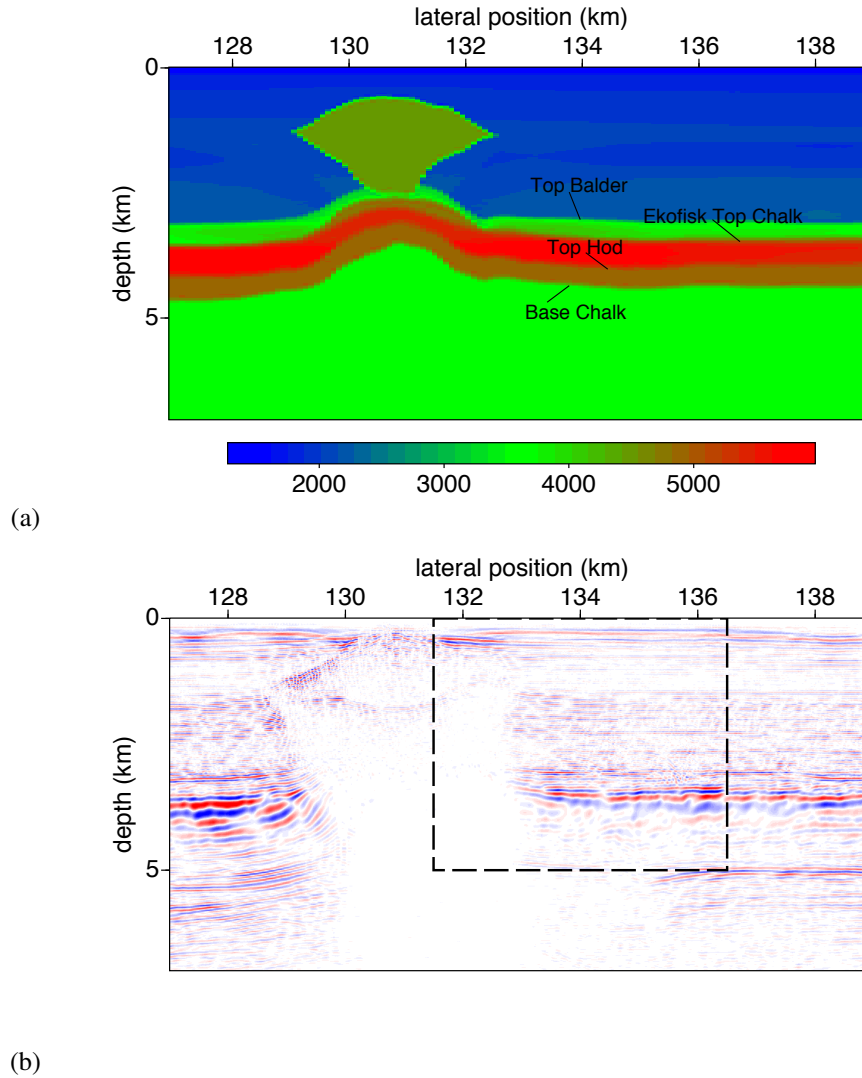 lateral position (km)
128 130 132 134 136 138
0
5
depth (km)
Top Balder
Ekofisk Top Chalk
Top Hod
Base Chalk
2000 3000 4000 5000
(a)
lateral position (km)
128 130 132 134 136 138
0
5
depth (km)
(b)